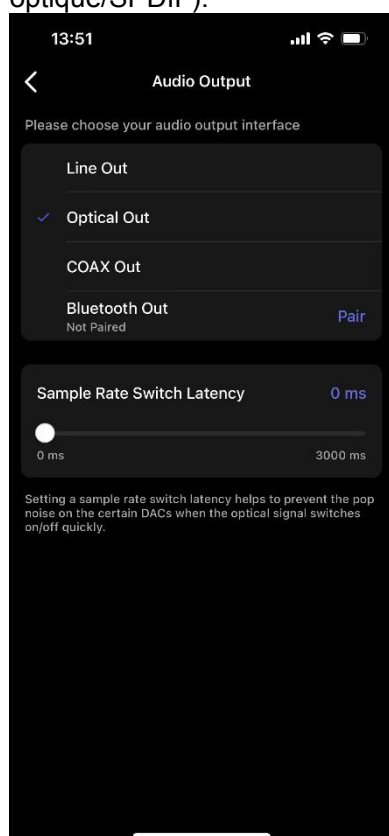 optique/SPDIF).
13:51
Audio Output
Please choose your audio output interface
Line Out
Optical Out
COAX Out
Bluetooth Out
Not Paired
Pair
Sample Rate Switch Latency 0 ms
0 ms 3000 ms
Setting a sample rate switch latency helps to prevent the pop
noise on the certain DACs when the optical signal switches
on/off quickly.